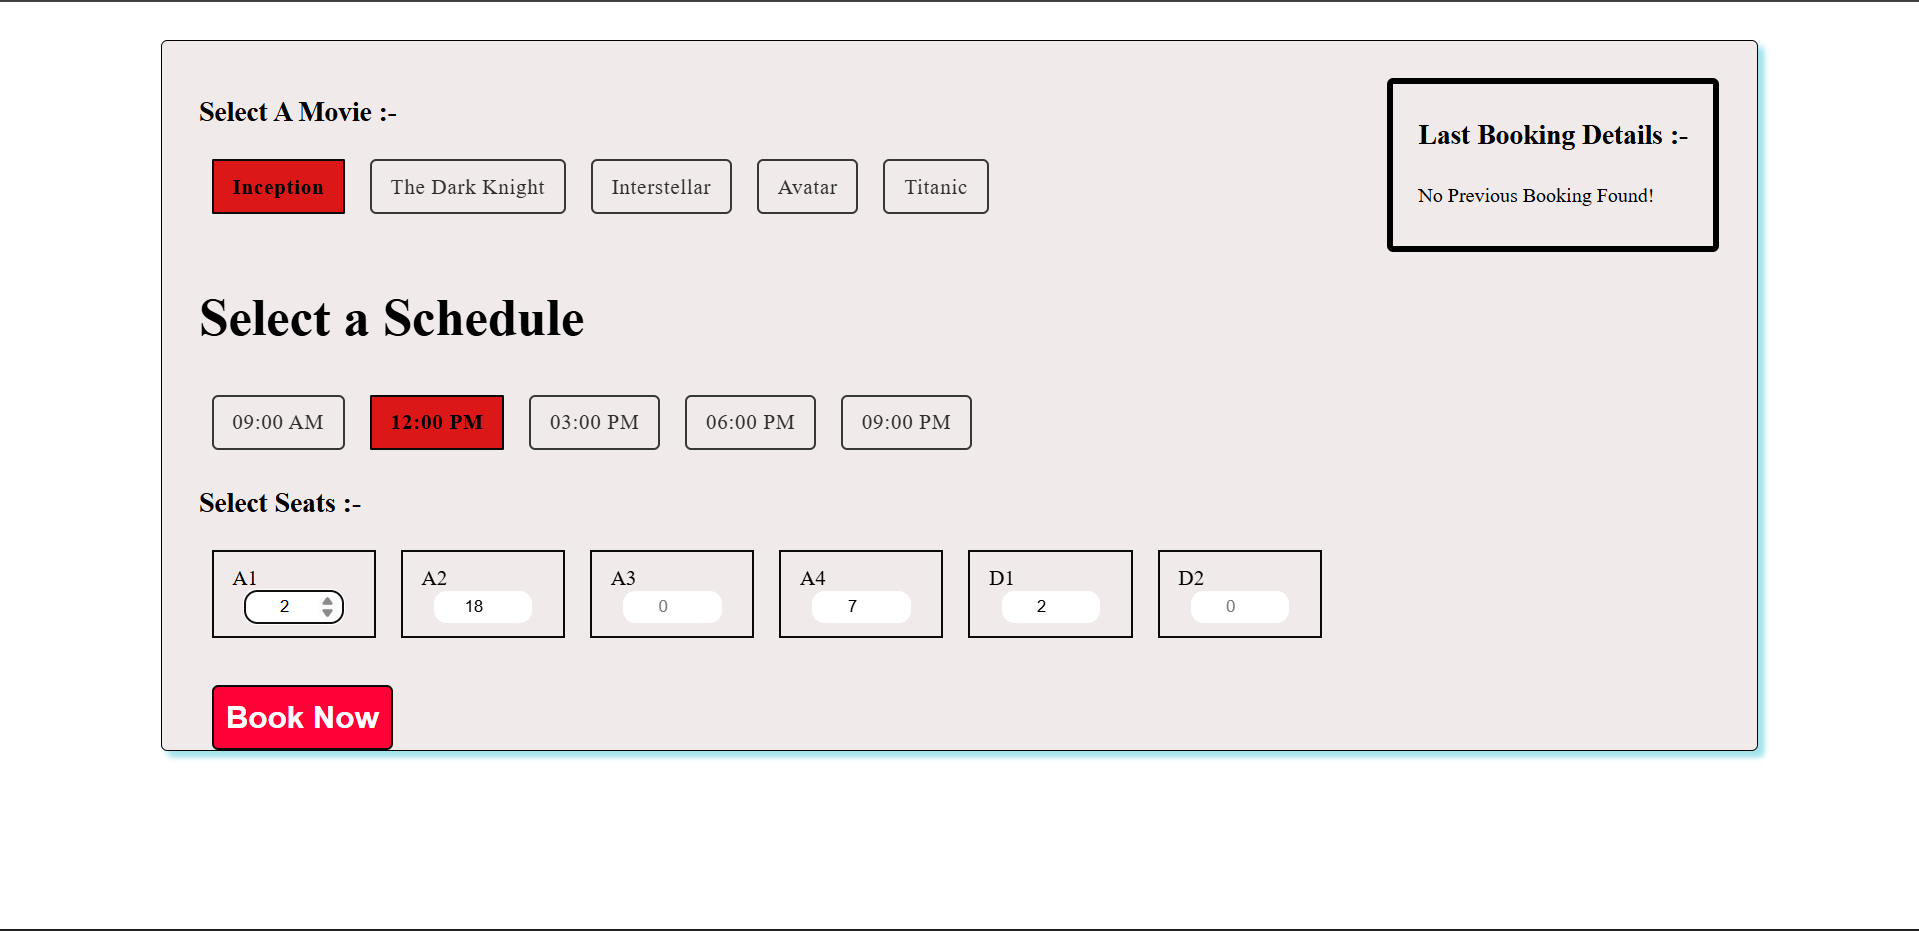 Select A Movie :-
Inception The Dark Knight Interstellar Avatar Titanic
Last Booking Details :-
No Previous Booking Found!
Select a Schedule
09:00 AM 12:00 PM 03:00 PM 06:00 PM 09:00 PM
Select Seats :-
A1 A2 A3 A4 D1 D2
2 18 0 7 2 0
Book Now